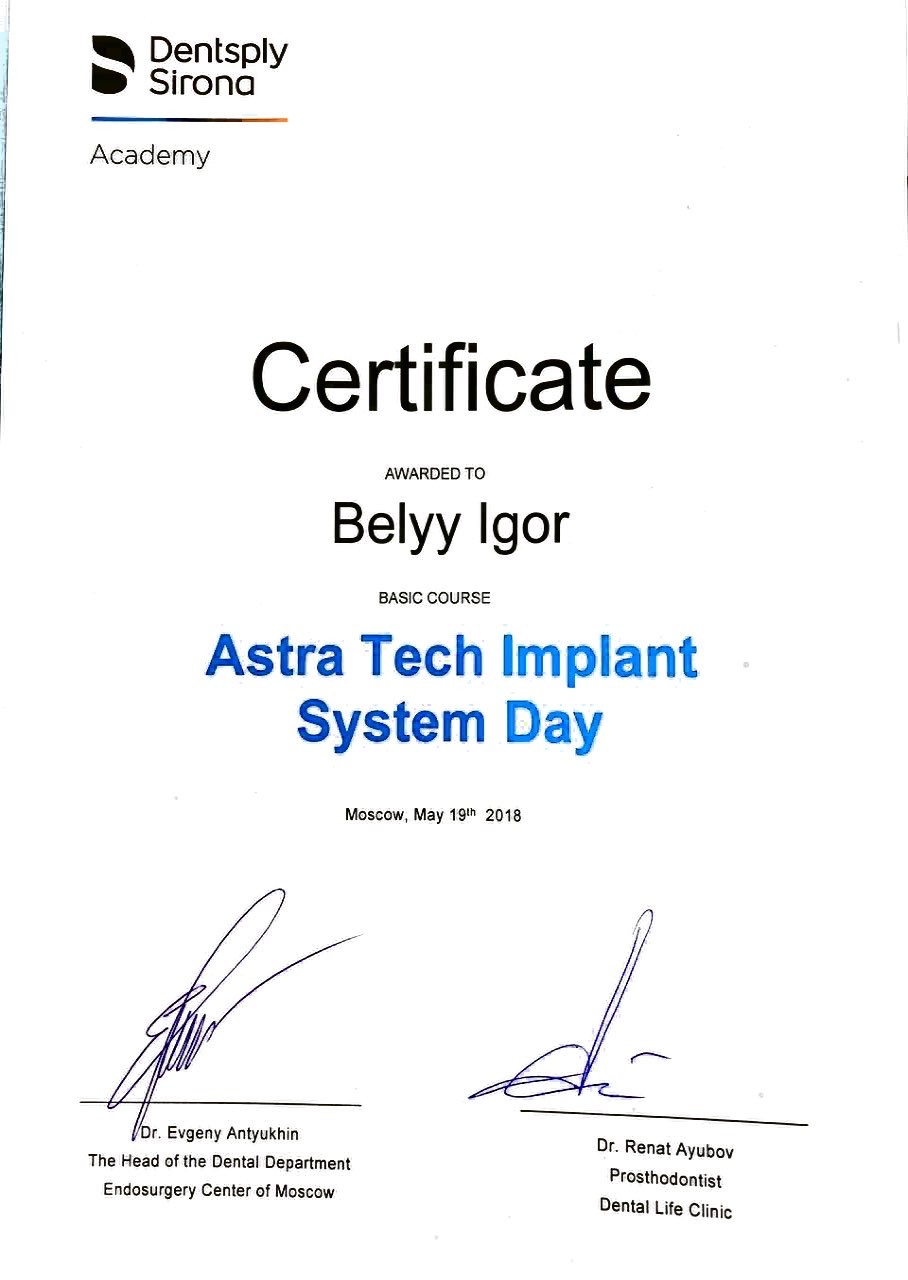 Dentsply
Sirona
Academy
Certificate
AWARDED TO
Belyy Igor
BASIC COURSE
Astra Tech Implant
System Day
Moscow, May 19th 2018
Dr. Evgeny Antyukhin
The Head of the Dental Department
Endosurgery Center of Moscow
Dr. Renat Ayubov
Prosthodontist
Dental Life Clinic